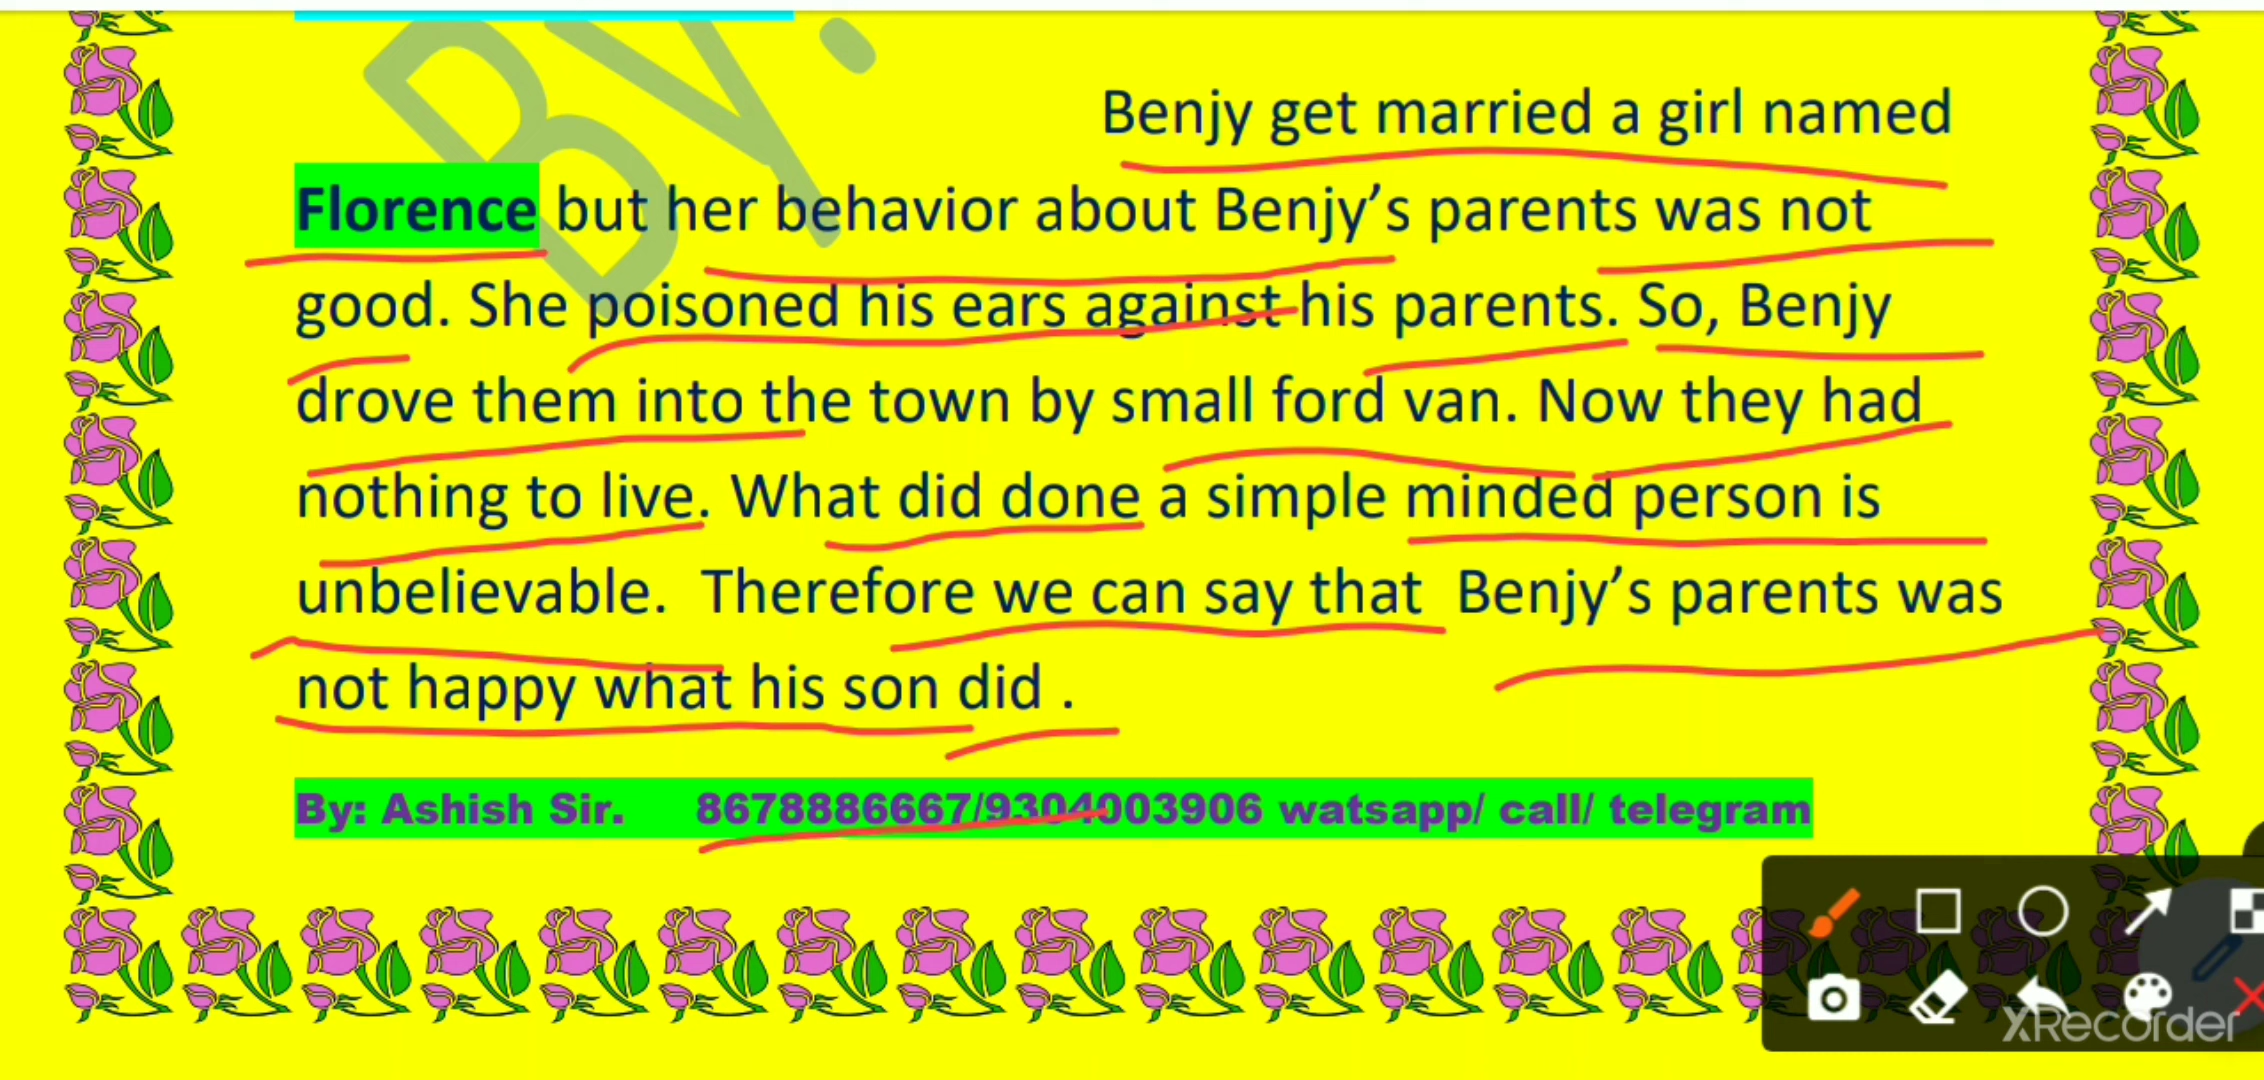 By.
Benjy get married a girl named
Florence but her behavior about Benjy’s parents was not
good. She poisoned his ears against his parents. So, Benjy
drove them into the town by small ford van. Now they had
nothing to live. What did done a simple minded person is
unbelievable. Therefore we can say that Benjy’s parents was
not happy what his son did .
By: Ashish Sir. 8678886667/9304003906 watsapp/ call/ telegram
XRecorder